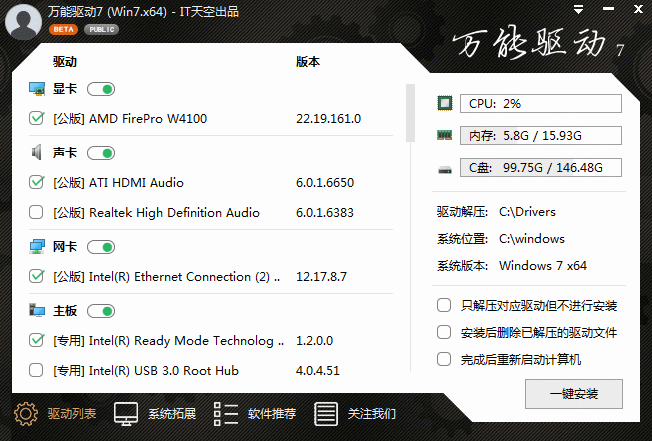 万能驱动7 (Win7.x64) - IT天空出品
BETA PUBLIC
万能驱动 7
驱动 版本
显卡
[公版] AMD FirePro W4100 22.19.161.0
声卡
[公版] ATI HDMI Audio 6.0.1.6650
[公版] Realtek High Definition Audio 6.0.1.6383
网卡
[公版] Intel(R) Ethernet Connection (2) .. 12.17.8.7
主板
[专用] Intel(R) Ready Mode Technolog .. 1.2.0.0
[专用] Intel(R) USB 3.0 Root Hub 4.0.4.51
CPU: 2%
内存: 5.8G / 15.93G
C盘: 99.75G / 146.48G
驱动解压: C:\Drivers
系统位置: C:\windows
系统版本: Windows 7 x64
只解压对应驱动但不进行安装
安装后删除已解压的驱动文件
完成后重新启动计算机
一键安装
驱动列表 系统拓展 软件推荐 关注我们